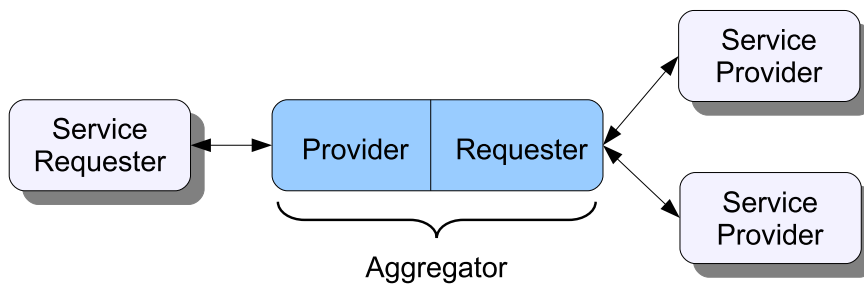 Service
Requester
Provider
Requester
Aggregator
Service
Provider
Service
Provider